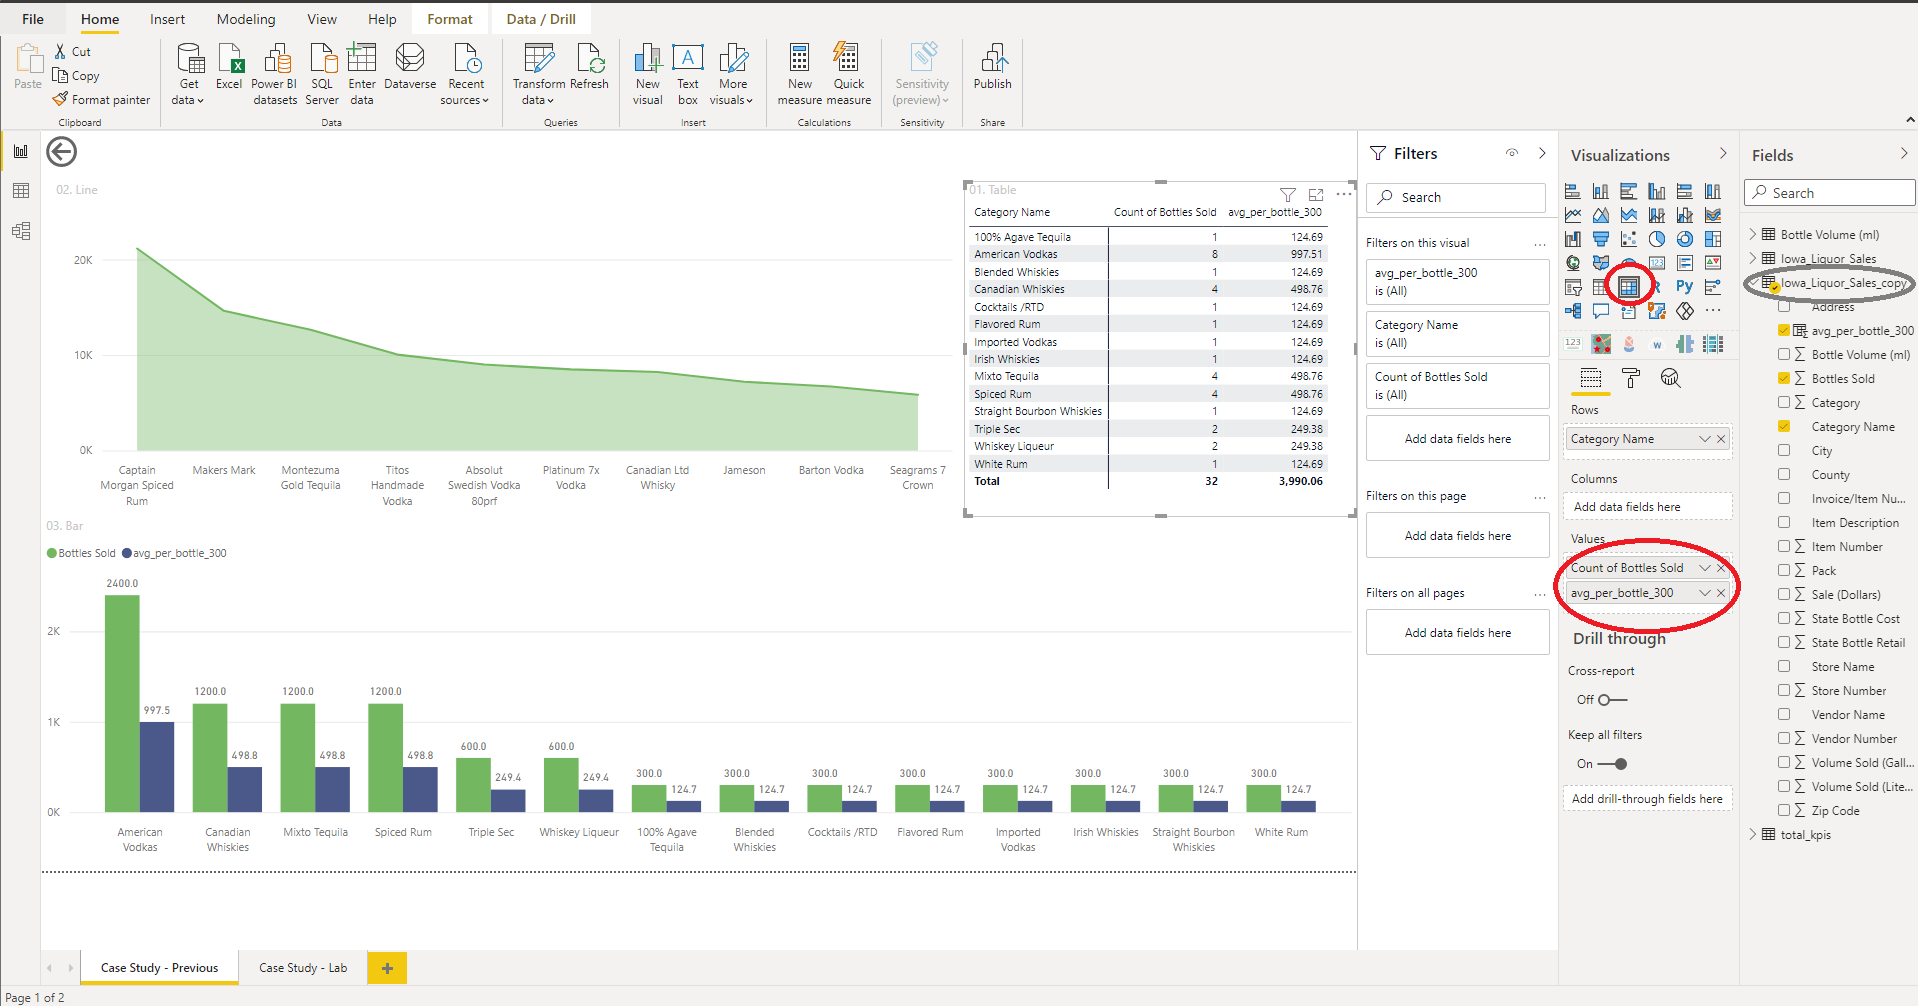 File Home Insert Modeling View Help Format Data / Drill
Paste
Cut
Copy
Format painter
Clipboard
Get data
Excel
Power BI datasets
SQL Server
Enter data
Dataverse
Recent sources
Data
Transform data
Refresh
Queries
New visual
Text box
More visuals
Insert
New measure
Quick measure
Calculations
Sensitivity (preview)
Sensitivity
Publish
Share
02. Line
20K
10K
0K
Captain Morgan Spiced Rum
Makers Mark
Montezuma Gold Tequila
Titos Handmade Vodka
Absolut Swedish Vodka 80prf
Platinum 7x Vodka
Canadian Ltd Whisky
Jameson
Barton Vodka
Seagrams 7 Crown
01. Table
Category Name Count of Bottles Sold avg_per_bottle_300
100% Agave Tequila 1 124.69
American Vodkas 8 997.51
Blended Whiskies 1 124.69
Canadian Whiskies 4 498.76
Cocktails /RTD 1 124.69
Flavored Rum 1 124.69
Imported Vodkas 1 124.69
Irish Whiskies 1 124.69
Mixto Tequila 4 498.76
Spiced Rum 4 498.76
Straight Bourbon Whiskies 1 124.69
Triple Sec 2 249.38
Whiskey Liqueur 2 249.38
White Rum 1 124.69
Total 32 3,990.06
03. Bar
Bottles Sold avg_per_bottle_300
2K
1K
0K
2400.0 997.5
1200.0 498.8
1200.0 498.8
1200.0 498.8
600.0 249.4
600.0 249.4
300.0 124.7
300.0 124.7
300.0 124.7
300.0 124.7
300.0 124.7
300.0 124.7
300.0 124.7
300.0 124.7
American Vodkas
Canadian Whiskies
Mixto Tequila
Spiced Rum
Triple Sec
Whiskey Liqueur
100% Agave Tequila
Blended Whiskies
Cocktails /RTD
Flavored Rum
Imported Vodkas
Irish Whiskies
Straight Bourbon Whiskies
White Rum
Filters
Search
Filters on this visual ...
avg_per_bottle_300
is (All)
Category Name
is (All)
Count of Bottles Sold
is (All)
Add data fields here
Filters on this page ...
Add data fields here
Filters on all pages ...
Add data fields here
Visualizations
123
R Py
...
123
W
Rows
Category Name
Columns
Add data fields here
Values
Count of Bottles Sold
avg_per_bottle_300
Drill through
Cross-report
Off
Keep all filters
On
Add drill-through fields here
Fields
Search
Bottle Volume (ml)
Iowa_Liquor_Sales
Iowa_Liquor_Sales_copy
Address
avg_per_bottle_300
Bottle Volume (ml)
Bottles Sold
Category
Category Name
City
County
Invoice/Item Nu...
Item Description
Item Number
Pack
Sale (Dollars)
State Bottle Cost
State Bottle Retail
Store Name
Store Number
Vendor Name
Vendor Number
Volume Sold (Gall...
Volume Sold (Lite...
Zip Code
total_kpis
Case Study - Previous Case Study - Lab +
Page 1 of 2